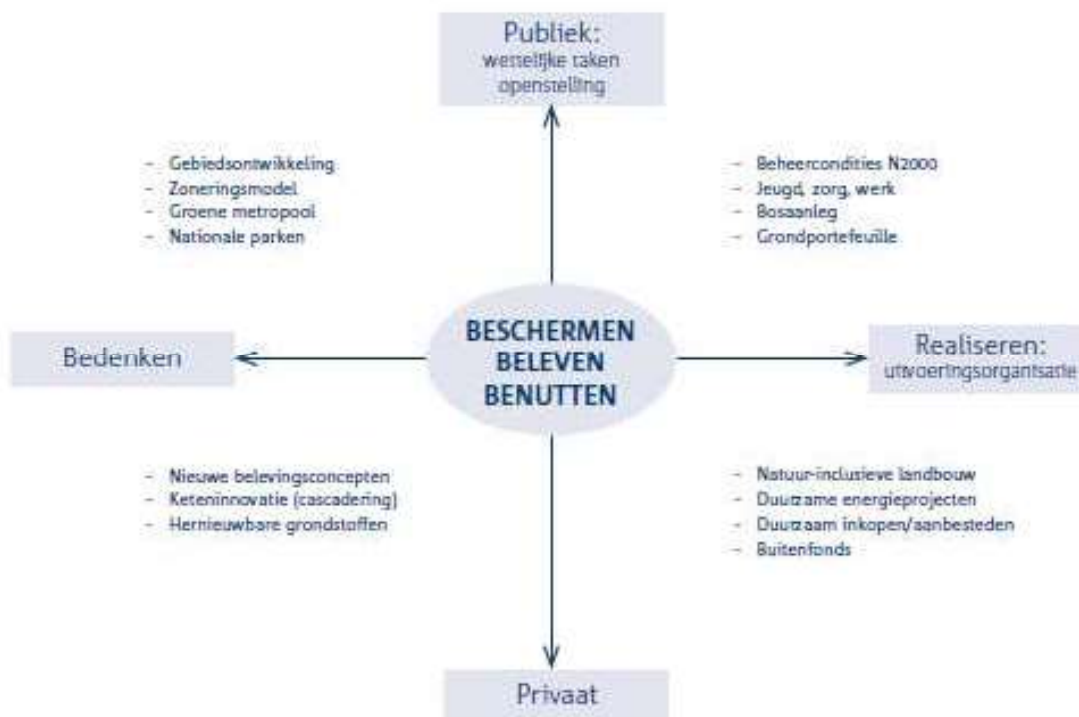 Publiek:
wettelijke taken
openstelling
- Gebiedsontwikkeling
- Zoneringsmodel
- Groene metropool
- Nationale parken
- Beheercondities N2000
- Jeugd, zorg, werk
- Bosaanleg
- Grondportefeuille
Bedenken
BESCHERMEN
BELEVEN
BENUTTEN
Realiseren:
uitvoeringsorganisatie
- Nieuwe belevingsconcepten
- Keteninnovatie (cascadering)
- Hernieuwbare grondstoffen
- Natuur-inclusieve landbouw
- Duurzame energieprojecten
- Duurzaam inkopen/aanbesteden
- Buitenfonds
Privaat